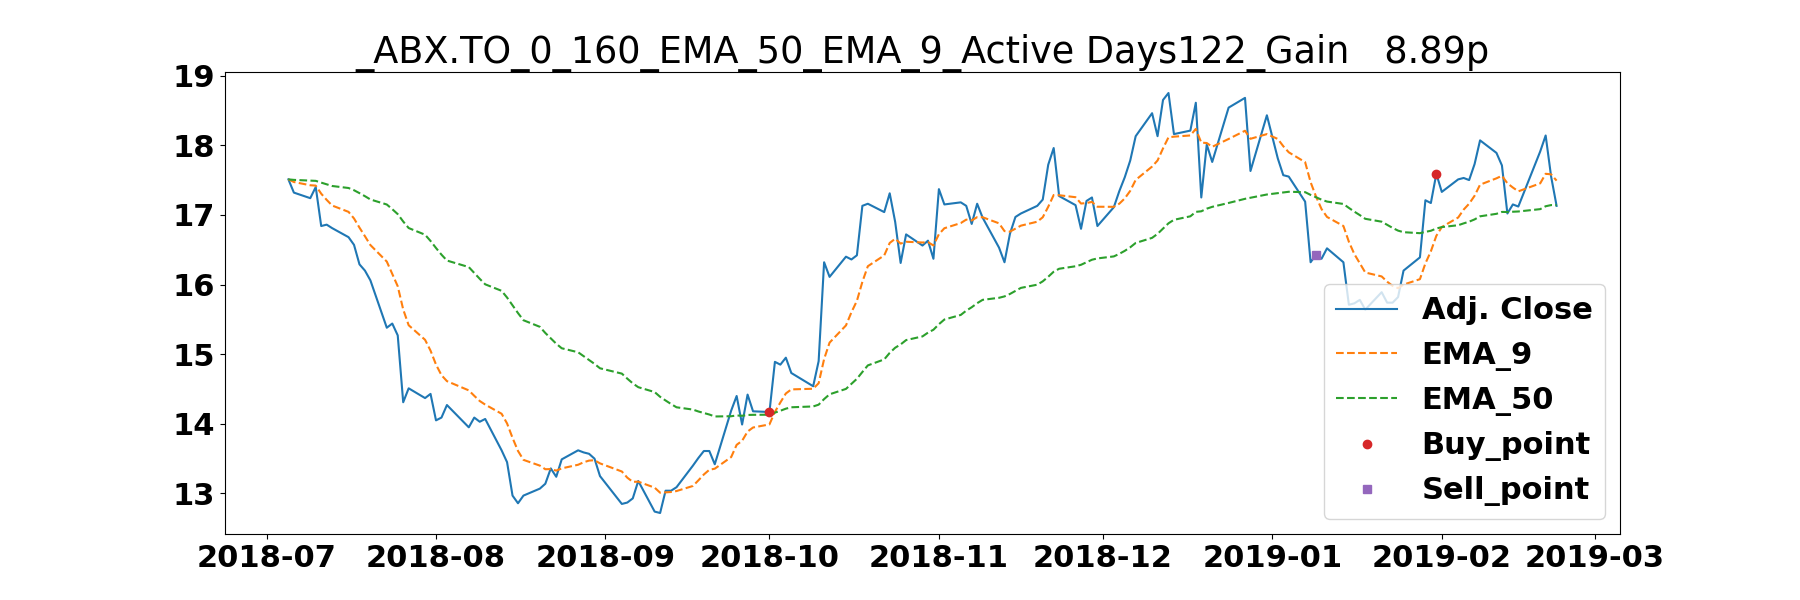 _ABX.TO_0_160_EMA_50_EMA_9_Active Days122_Gain   8.89p
19
18
17
16
15
14
13
Adj. Close
EMA_9
EMA_50
Buy_point
Sell_point
2018-07 2018-08 2018-09 2018-10 2018-11 2018-12 2019-01 2019-02 2019-03